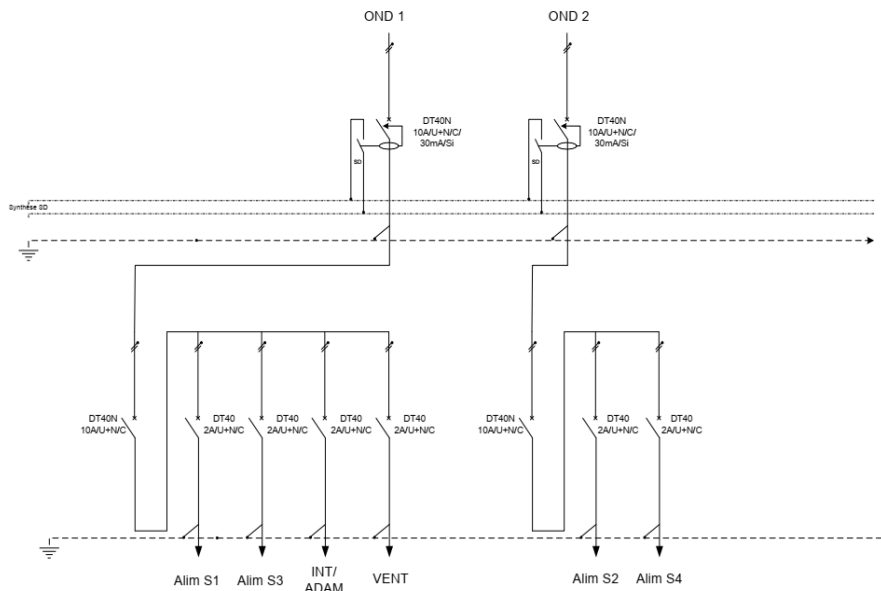 OND 1
OND 2
DT40N
10A/U+N/C/
30mA/Si
DT40N
10A/U+N/C/
30mA/Si
SD
SD
Synthèse SD
DT40N
10A/U+N/C
DT40
2A/U+N/C
DT40
2A/U+N/C
DT40
2A/U+N/C
DT40
2A/U+N/C
DT40N
10A/U+N/C
DT40
2A/U+N/C
DT40
2A/U+N/C
Alim S1
Alim S3
INT/
ADAM
VENT
Alim S2
Alim S4